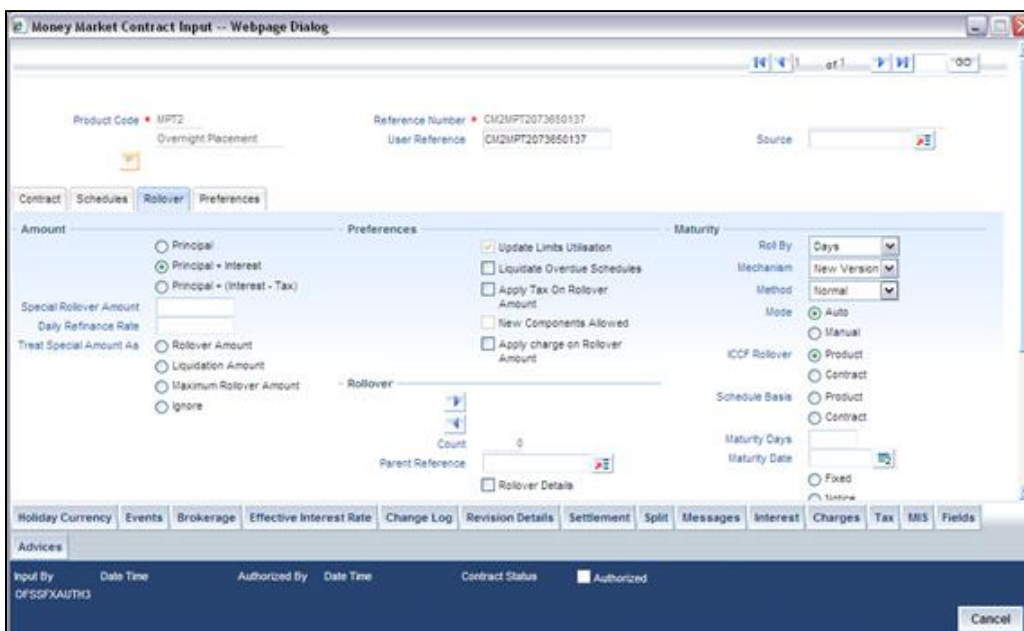 Money Market Contract Input -- Webpage Dialog
1 of 1 GO
Product Code * MPT2
Overnight Placement
Reference Number * CM2MPT2073650137
User Reference CM2MPT2073650137
Source
Contract Schedules Rollover Preferences
Amount
Principal
Principal + Interest
Principal + (Interest - Tax)
Special Rollover Amount
Daily Refinance Rate
Treat Special Amount As
Rollover Amount
Liquidation Amount
Maximum Rollover Amount
Ignore
Preferences
Update Limits Utilisation
Liquidate Overdue Schedules
Apply Tax On Rollover
Amount
New Components Allowed
Apply charge on Rollover
Amount
Rollover
Count 0
Parent Reference
Rollover Details
Maturity
Roll By Days
Mechanism New Version
Method Normal
Mode Auto
Manual
ICCF Rollover Product
Contract
Schedule Basis Product
Contract
Maturity Days
Maturity Date
Fixed
Notice
Holiday Currency Events Brokerage Effective Interest Rate Change Log Revision Details Settlement Split Messages Interest Charges Tax MIS Fields
Advices
Input By Date Time Authorized By Date Time Contract Status Authorized
OFSSFXAUTH3
Cancel